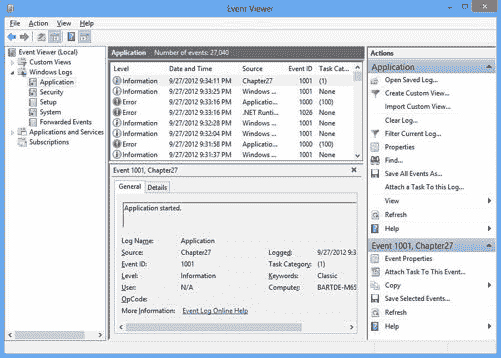 Event Viewer
File Action View Help
Event Viewer (Local)
Custom Views
Windows Logs
Application
Security
Setup
System
Forwarded Events
Applications and Services
Subscriptions
Application Number of events: 27,040
Level Date and Time Source Event ID Task Cat...
Information 9/27/2012 9:34:11 PM Chapter27 1001 (1)
Information 9/27/2012 9:33:25 PM Windows ... 1001 None
Error 9/27/2012 9:33:16 PM Applicatio... 1000 (100)
Error 9/27/2012 9:33:16 PM .NET Runti... 1026 None
Information 9/27/2012 9:32:28 PM Windows ... 1001 None
Information 9/27/2012 9:32:04 PM Windows ... 1001 None
Error 9/27/2012 9:31:58 PM Applicatio... 1000 (100)
Information 9/27/2012 9:31:37 PM Windows ... 1001 None
Event 1001, Chapter27
General Details
Application started.
Log Name: Application
Source: Chapter27 Logged: 9/27/2012 9:3
Event ID: 1001 Task Category: (1)
Level: Information Keywords: Classic
User: N/A Computer: BARTDE-M65
OpCode:
More Information: Event Log Online Help
Actions
Application
Open Saved Log...
Create Custom View...
Import Custom View...
Clear Log...
Filter Current Log...
Properties
Find...
Save All Events As...
Attach a Task To this Log...
View
Refresh
Help
Event 1001, Chapter27
Event Properties
Attach Task To This Event...
Copy
Save Selected Events...
Refresh
Help